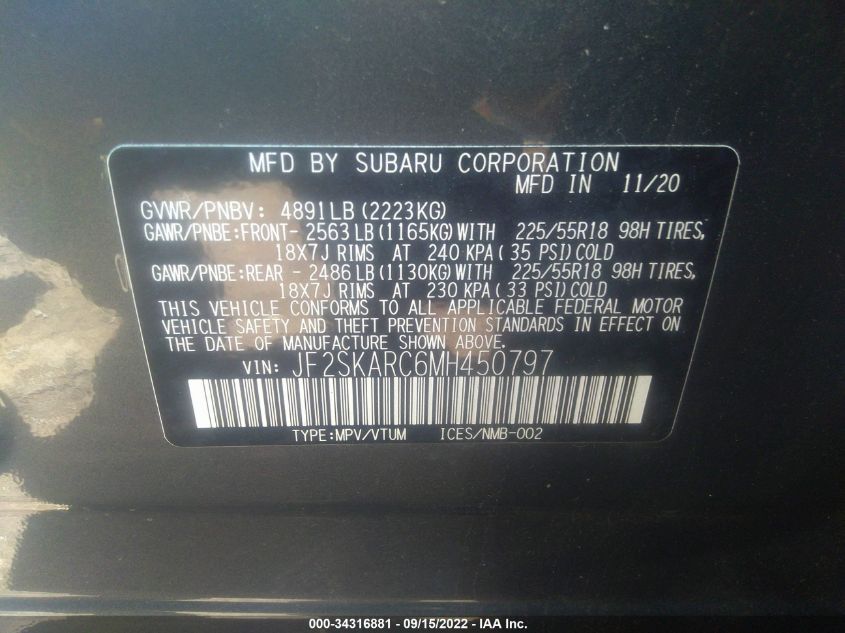 MFD BY SUBARU CORPORATION
MFD IN 11/20
GVWR/PNBV: 4891LB(2223KG)
GAWR/PNBE:FRONT- 2563LB(1165KG)WITH 225/55R18 98H TIRES,
18X7J RIMS AT 240 KPA( 35 PSI)COLD
GAWR/PNBE:REAR - 2486LB(1130KG)WITH 225/55R18 98H TIRES,
18X7J RIMS AT 230 KPA( 33 PSI)COLD
THIS VEHICLE CONFORMS TO ALL APPLICABLE FEDERAL MOTOR
VEHICLE SAFETY AND THEFT PREVENTION STANDARDS IN EFFECT ON
THE DATE OF MANUFACTURE SHOWN ABOVE.
VIN: JF2SKARC6MH450797
TYPE:MPV/VTUM ICES/NMB-002
000-34316881 - 09/15/2022 - IAA Inc.